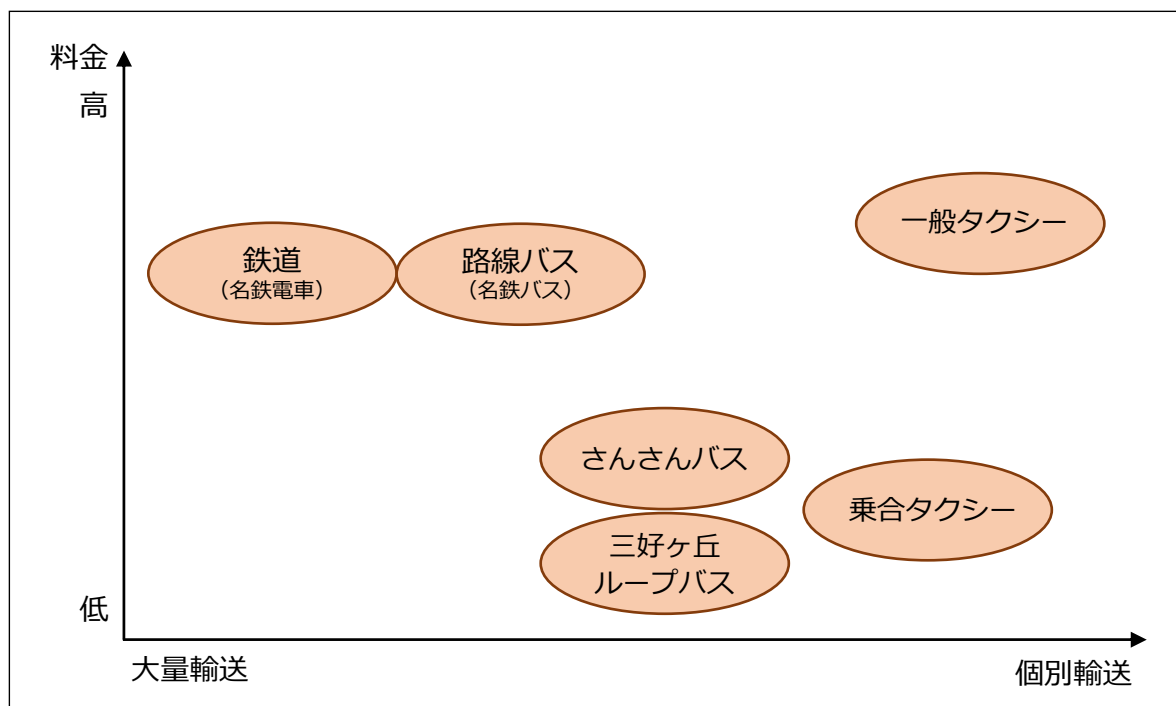 料金
高
一般タクシー
鉄道
（名鉄電車）
路線バス
（名鉄バス）
さんさんバス
乗合タクシー
三好ヶ丘
ループバス
低
大量輸送
個別輸送